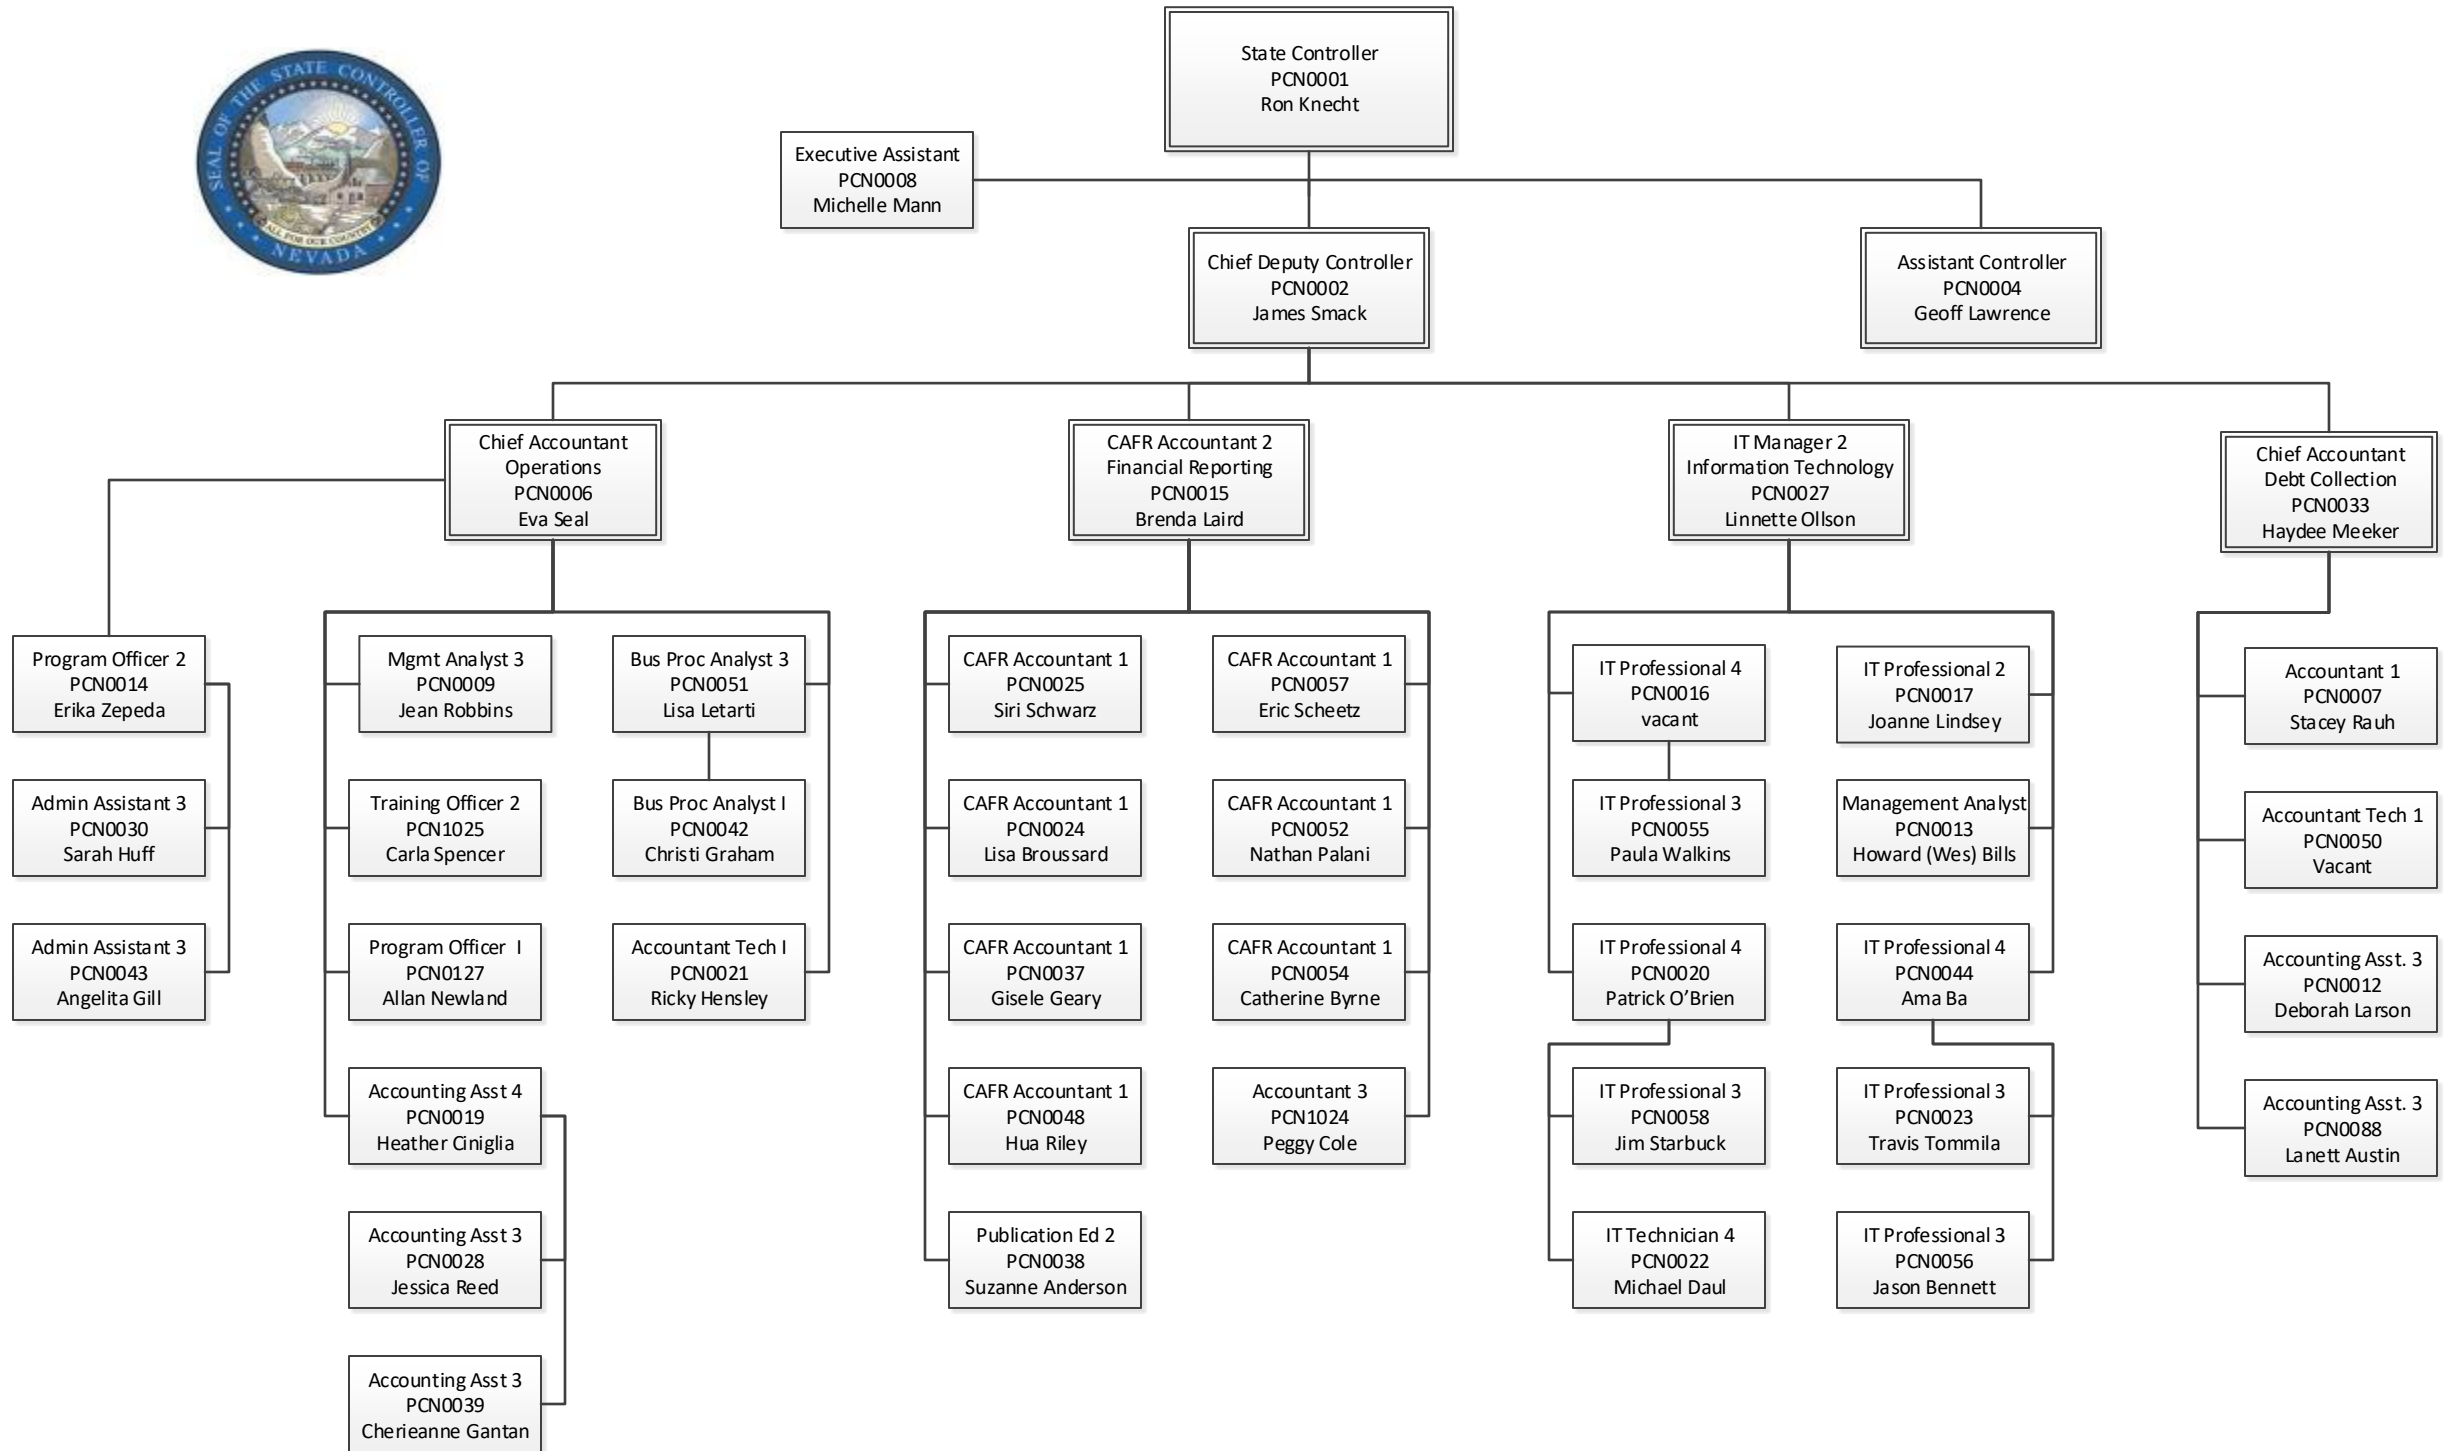 SEAL OF THE STATE CONTROLLER OF
NEVADA
ALL FOR OUR COUNTRY
State Controller
PCN0001
Ron Knecht
Executive Assistant
PCN0008
Michelle Mann
Chief Deputy Controller
PCN0002
James Smack
Assistant Controller
PCN0004
Geoff Lawrence
Chief Accountant
Operations
PCN0006
Eva Seal
CAFR Accountant 2
Financial Reporting
PCN0015
Brenda Laird
IT Manager 2
Information Technology
PCN0027
Linnette Ollson
Chief Accountant
Debt Collection
PCN0033
Haydee Meeker
Program Officer 2
PCN0014
Erika Zepeda
Admin Assistant 3
PCN0030
Sarah Huff
Admin Assistant 3
PCN0043
Angelita Gill
Mgmt Analyst 3
PCN0009
Jean Robbins
Training Officer 2
PCN1025
Carla Spencer
Program Officer I
PCN0127
Allan Newland
Accounting Asst 4
PCN0019
Heather Ciniglia
Accounting Asst 3
PCN0028
Jessica Reed
Accounting Asst 3
PCN0039
Cherieanne Gantan
Bus Proc Analyst 3
PCN0051
Lisa Letarti
Bus Proc Analyst I
PCN0042
Christi Graham
Accountant Tech I
PCN0021
Ricky Hensley
CAFR Accountant 1
PCN0025
Siri Schwarz
CAFR Accountant 1
PCN0024
Lisa Broussard
CAFR Accountant 1
PCN0037
Gisele Geary
CAFR Accountant 1
PCN0048
Hua Riley
Publication Ed 2
PCN0038
Suzanne Anderson
CAFR Accountant 1
PCN0057
Eric Scheetz
CAFR Accountant 1
PCN0052
Nathan Palani
CAFR Accountant 1
PCN0054
Catherine Byrne
Accountant 3
PCN1024
Peggy Cole
IT Professional 4
PCN0016
vacant
IT Professional 3
PCN0055
Paula Walkins
IT Professional 4
PCN0020
Patrick O’Brien
IT Professional 3
PCN0058
Jim Starbuck
IT Technician 4
PCN0022
Michael Daul
IT Professional 2
PCN0017
Joanne Lindsey
Management Analyst
PCN0013
Howard (Wes) Bills
IT Professional 4
PCN0044
Ama Ba
IT Professional 3
PCN0023
Travis Tommila
IT Professional 3
PCN0056
Jason Bennett
Accountant 1
PCN0007
Stacey Rauh
Accountant Tech 1
PCN0050
Vacant
Accounting Asst. 3
PCN0012
Deborah Larson
Accounting Asst. 3
PCN0088
Lanett Austin